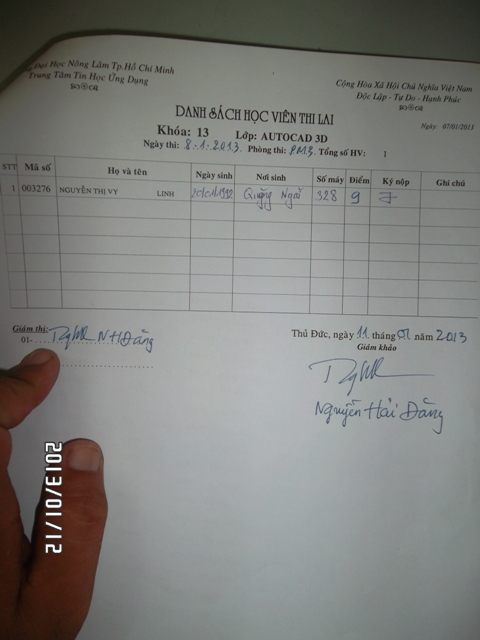 Đại Học Nông Lâm Tp.Hồ Chí Minh
Trung Tâm Tin Học Ứng Dụng
Cộng Hòa Xã Hội Chủ Nghĩa Việt Nam
Độc Lập - Tự Do - Hạnh Phúc
Ngày: 07/01/2013
DANH SÁCH HỌC VIÊN THI LẠI
Khóa: 13 Lớp: AUTOCAD 3D
Ngày thi: 8.1.2013. Phòng thi: PM3. Tổng số HV: 1
STT Mã số Họ và tên Ngày sinh Nơi sinh Số máy Điểm Ký nộp Ghi chú
1 003276 NGUYỄN THỊ VY LINH 20/01/1992 Quảng Ngãi 328 9
Giám thị:
01- NHĐăng
Thủ Đức, ngày 11 tháng 01 năm 2013
Giám khảo
Nguyễn Hải Đăng
2013/01/12